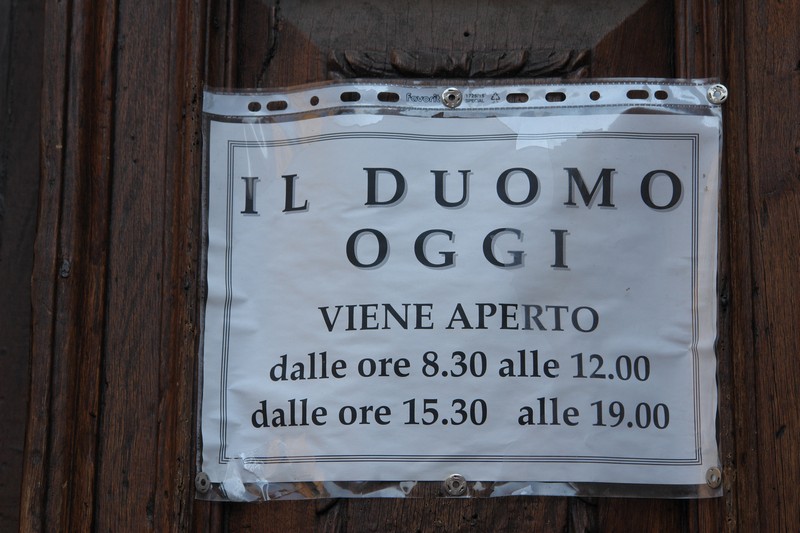 Favorit
IL DUOMO
OGGI
VIENE APERTO
dalle ore 8.30 alle 12.00
dalle ore 15.30 alle 19.00